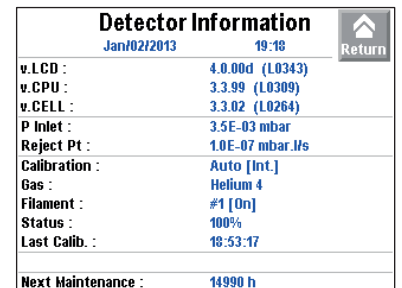 Detector Information
Jan/02/2013 19:18 Return
v.LCD : 4.0.00d (L0343)
v.CPU : 3.3.99 (L0309)
v.CELL : 3.3.02 (L0264)
P Inlet : 3.5E-03 mbar
Reject Pt : 1.0E-07 mbar.l/s
Calibration : Auto [Int.]
Gas : Helium 4
Filament : #1 [On]
Status : 100%
Last Calib. : 18:53:17
Next Maintenance : 14990 h